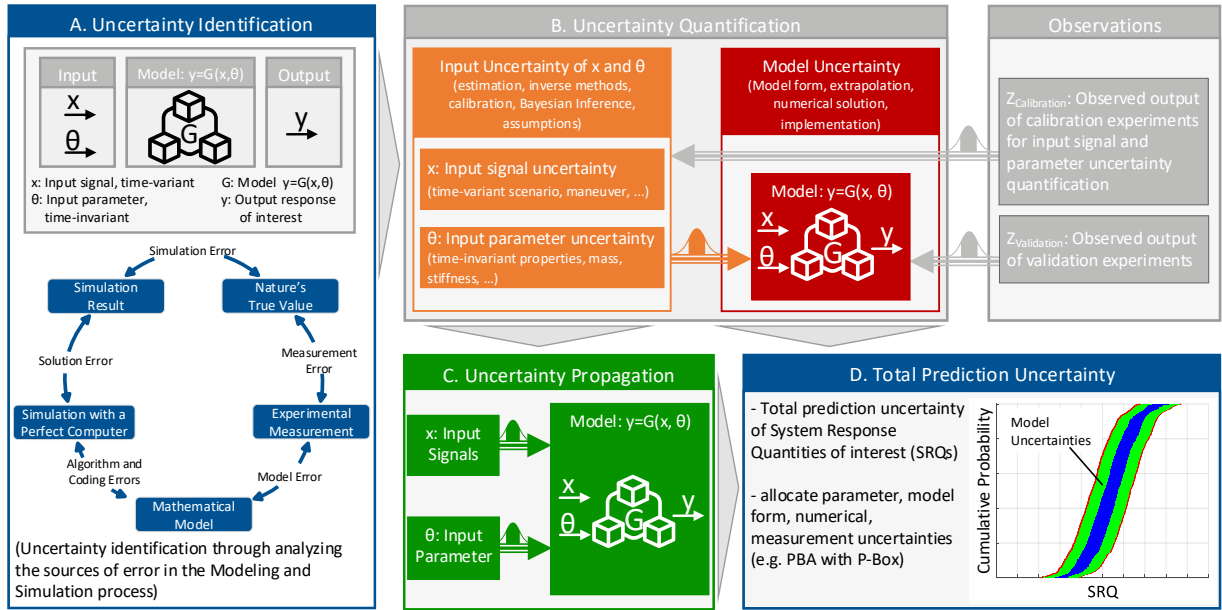 A. Uncertainty Identification
Input
x
θ
Model: y=G(x,θ)
G
Output
y
x: Input signal, time-variant
θ: Input parameter,
time-invariant
G: Model y=G(x,θ)
y: Output response
of interest
Simulation Error
Simulation
Result
Nature's
True Value
Solution Error
Measurement
Error
Simulation with a
Perfect Computer
Experimental
Measurement
Algorithm and
Coding Errors
Model Error
Mathematical
Model
(Uncertainty identification through analyzing
the sources of error in the Modeling and
Simulation process)
B. Uncertainty Quantification
Input Uncertainty of x and θ
(estimation, inverse methods,
calibration, Bayesian Inference,
assumptions)
x: Input signal uncertainty
(time-variant scenario, maneuver, ...)
θ: Input parameter uncertainty
(time-invariant properties, mass,
stiffness, ...)
Model Uncertainty
(Model form, extrapolation,
numerical solution,
implementation)
Model: y=G(x, θ)
x
θ
G
y
Observations
Z Calibration: Observed output
of calibration experiments
for input signal and
parameter uncertainty
quantification
Z Validation: Observed output
of validation experiments
C. Uncertainty Propagation
x: Input
Signals
θ: Input
Parameter
Model: y=G(x, θ)
x
θ
G
y
D. Total Prediction Uncertainty
- Total prediction uncertainty
of System Response
Quantities of interest (SRQs)
- allocate parameter, model
form, numerical,
measurement uncertainties
(e.g. PBA with P-Box)
Cumulative Probability
Model
Uncertainties
SRQ